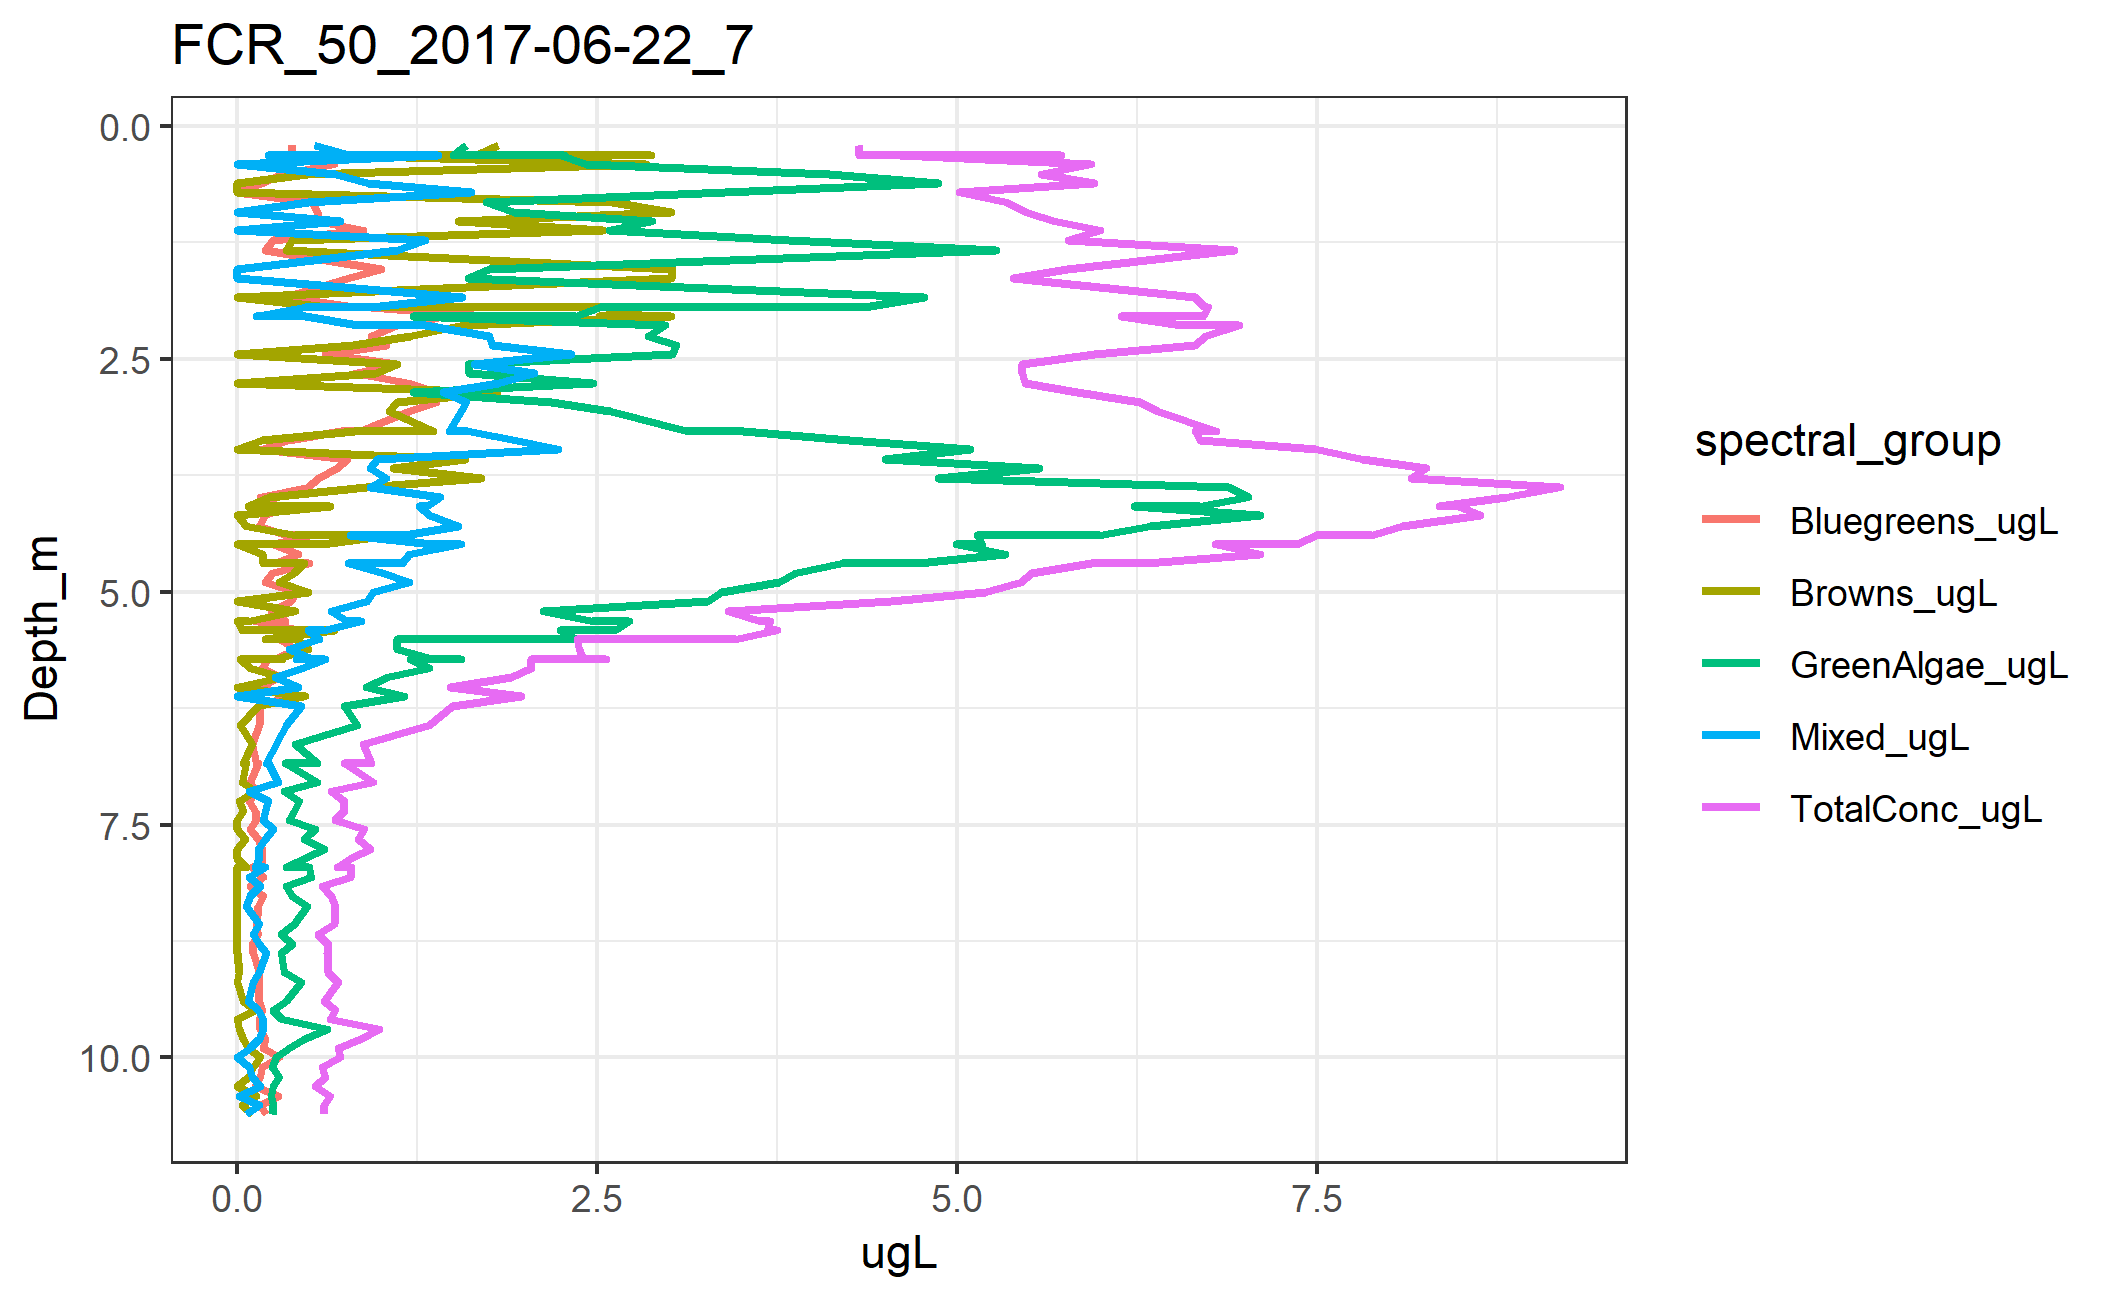 FCR_50_2017-06-22_7
0.0
2.5
5.0
7.5
10.0
Depth_m
0.0 2.5 5.0 7.5
ugL
spectral_group
Bluegreens_ugL
Browns_ugL
GreenAlgae_ugL
Mixed_ugL
TotalConc_ugL